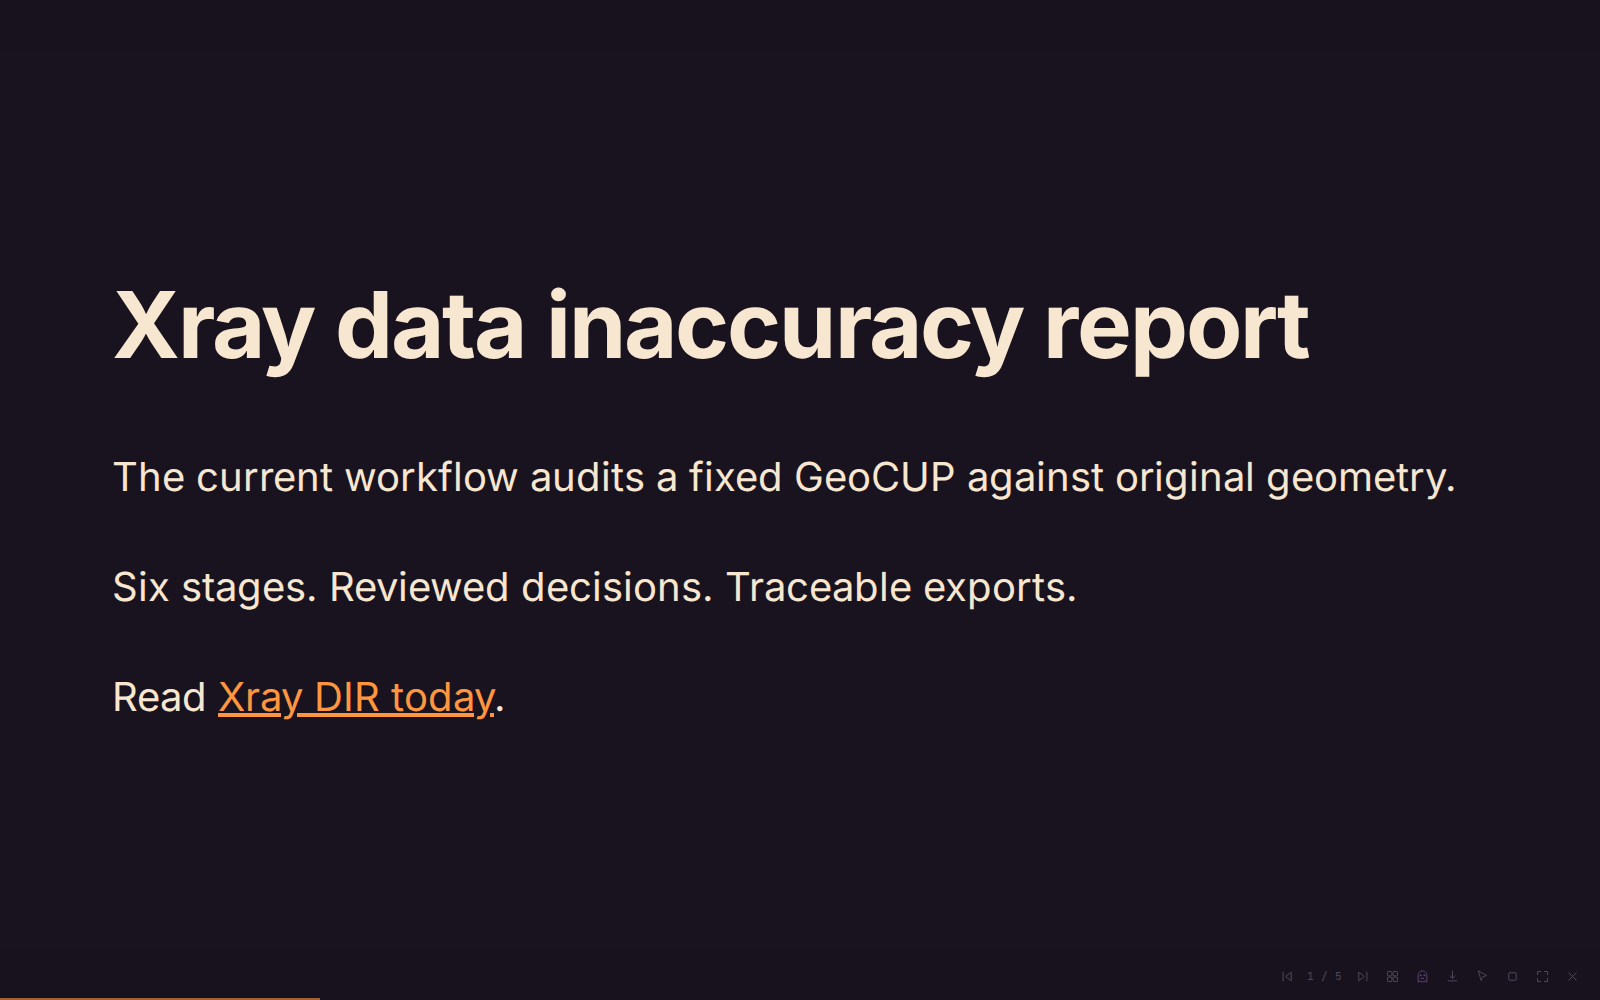 Xray data inaccuracy report
The current workflow audits a fixed GeoCUP against original geometry.
Six stages. Reviewed decisions. Traceable exports.
Read Xray DIR today.
1 / 5